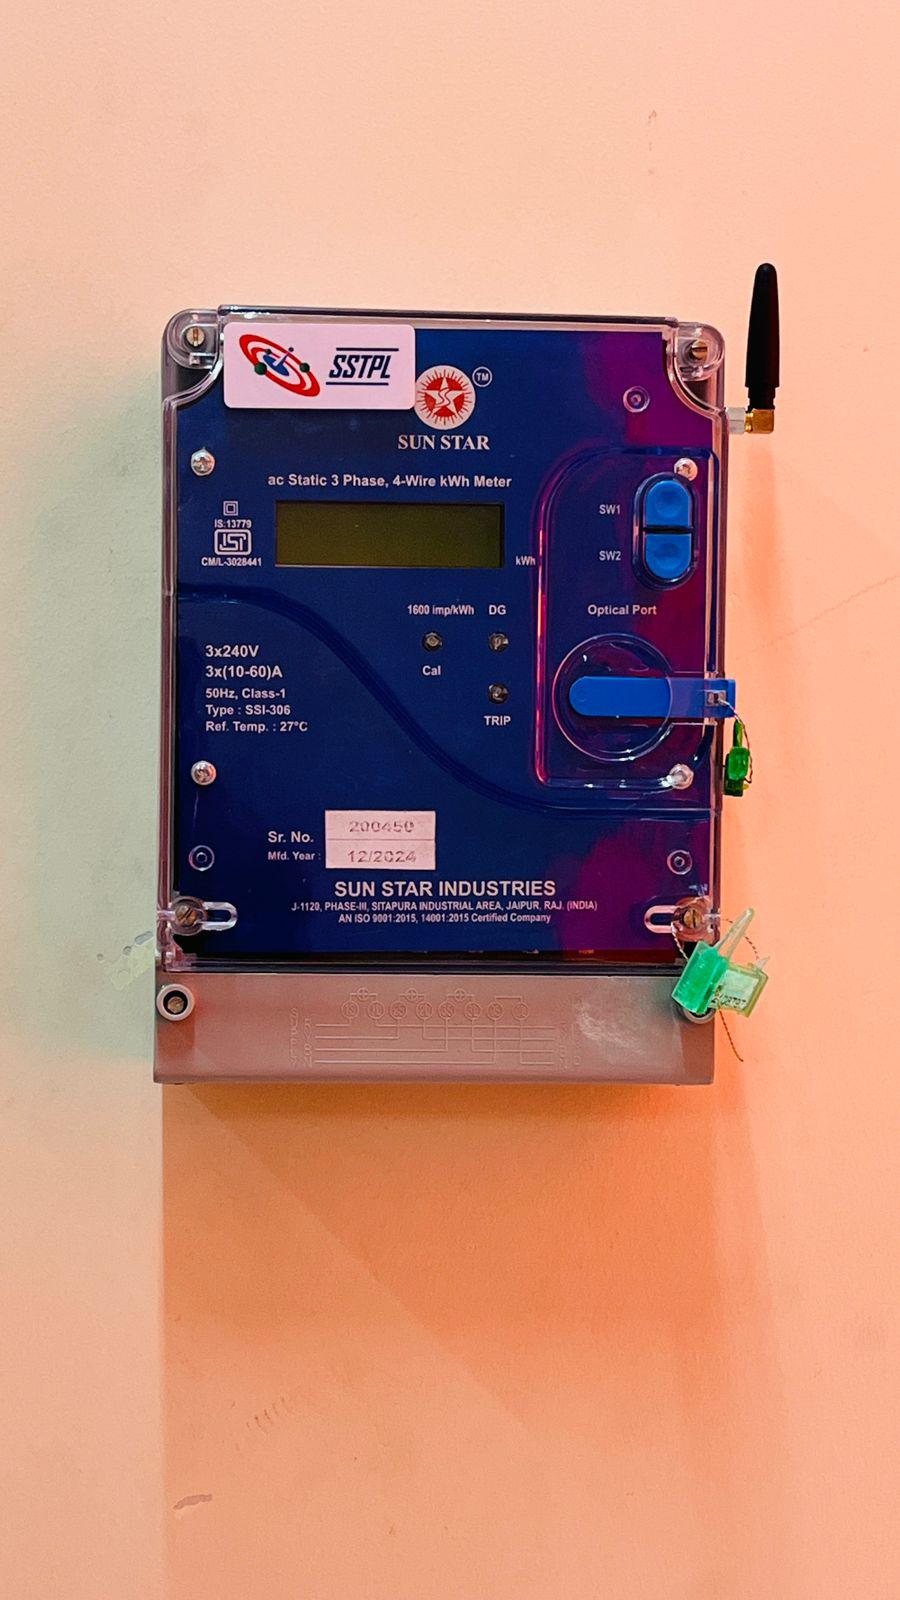 SSTPL
TM
SUN STAR
ac Static 3 Phase, 4-Wire kWh Meter
IS:13779
ISI
CM/L-3028441
kWh
SW1
SW2
Optical Port
1600 imp/kWh DG
Cal
TRIP
3x240V
3x(10-60)A
50Hz, Class-1
Type : SSI-306
Ref. Temp. : 27°C
Sr. No. 200450
Mfd. Year : 12/2024
SUN STAR INDUSTRIES
J-1120, PHASE-III, SITAPURA INDUSTRIAL AREA, JAIPUR, RAJ. (INDIA)
AN ISO 9001:2015, 14001:2015 Certified Company